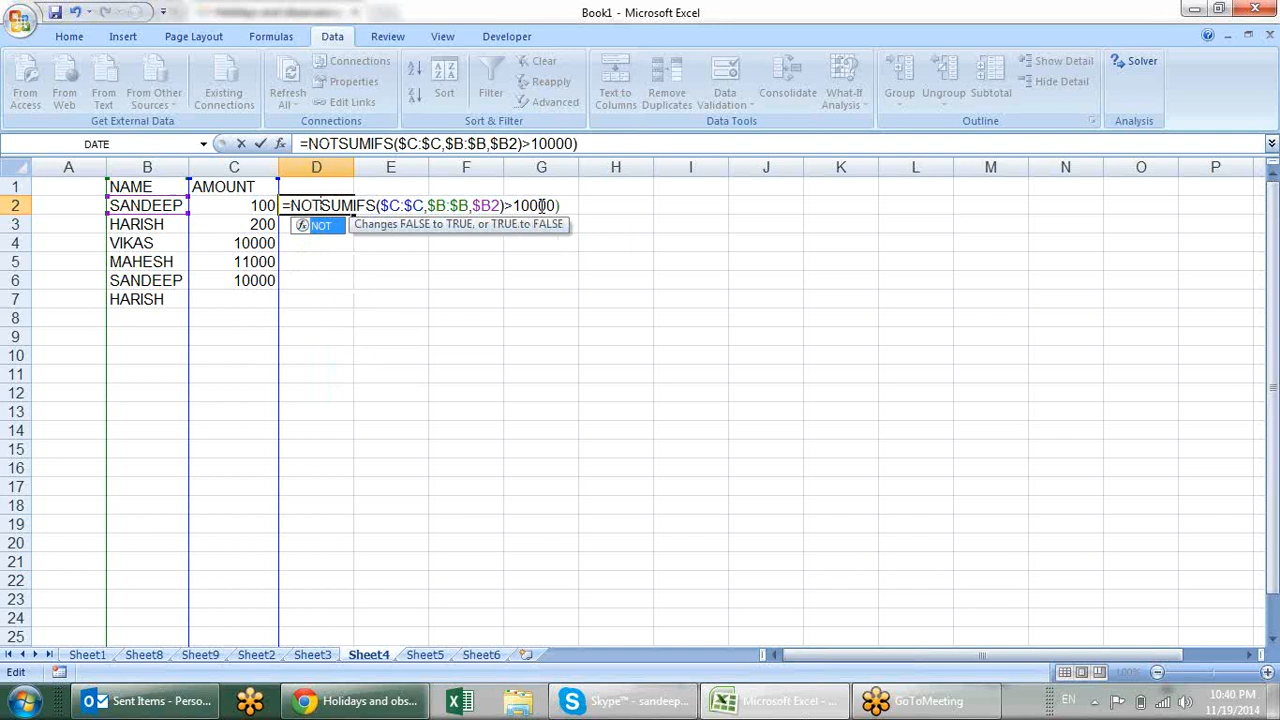 Book1 - Microsoft Excel
Home Insert Page Layout Formulas Data Review View Developer
From Access From Web From Text From Other Sources Existing Connections Refresh All Connections Properties Edit Links Sort Filter Clear Reapply Advanced Text to Columns Remove Duplicates Data Validation Consolidate What-If Analysis Group Ungroup Subtotal Show Detail Hide Detail Solver
Get External Data Connections Sort & Filter Data Tools Outline Analysis
DATE =NOTSUMIFS($C:$C,$B:$B,$B2)>10000)
A B C D E F G H I J K L M N O P
1 NAME AMOUNT
2 SANDEEP 100 =NOTSUMIFS($C:$C,$B:$B,$B2)>10000)
3 HARISH 200 NOT Changes FALSE to TRUE, or TRUE to FALSE
4 VIKAS 10000
5 MAHESH 11000
6 SANDEEP 10000
7 HARISH
8
9
10
11
12
13
14
15
16
17
18
19
20
21
22
23
24
25
Sheet1 Sheet8 Sheet9 Sheet2 Sheet3 Sheet4 Sheet5 Sheet6
Edit 100%
Sent Items - Perso... Holidays and obs... Skype™ - sandeep... Microsoft Excel - ... GoToMeeting EN 10:40 PM
11/19/2014